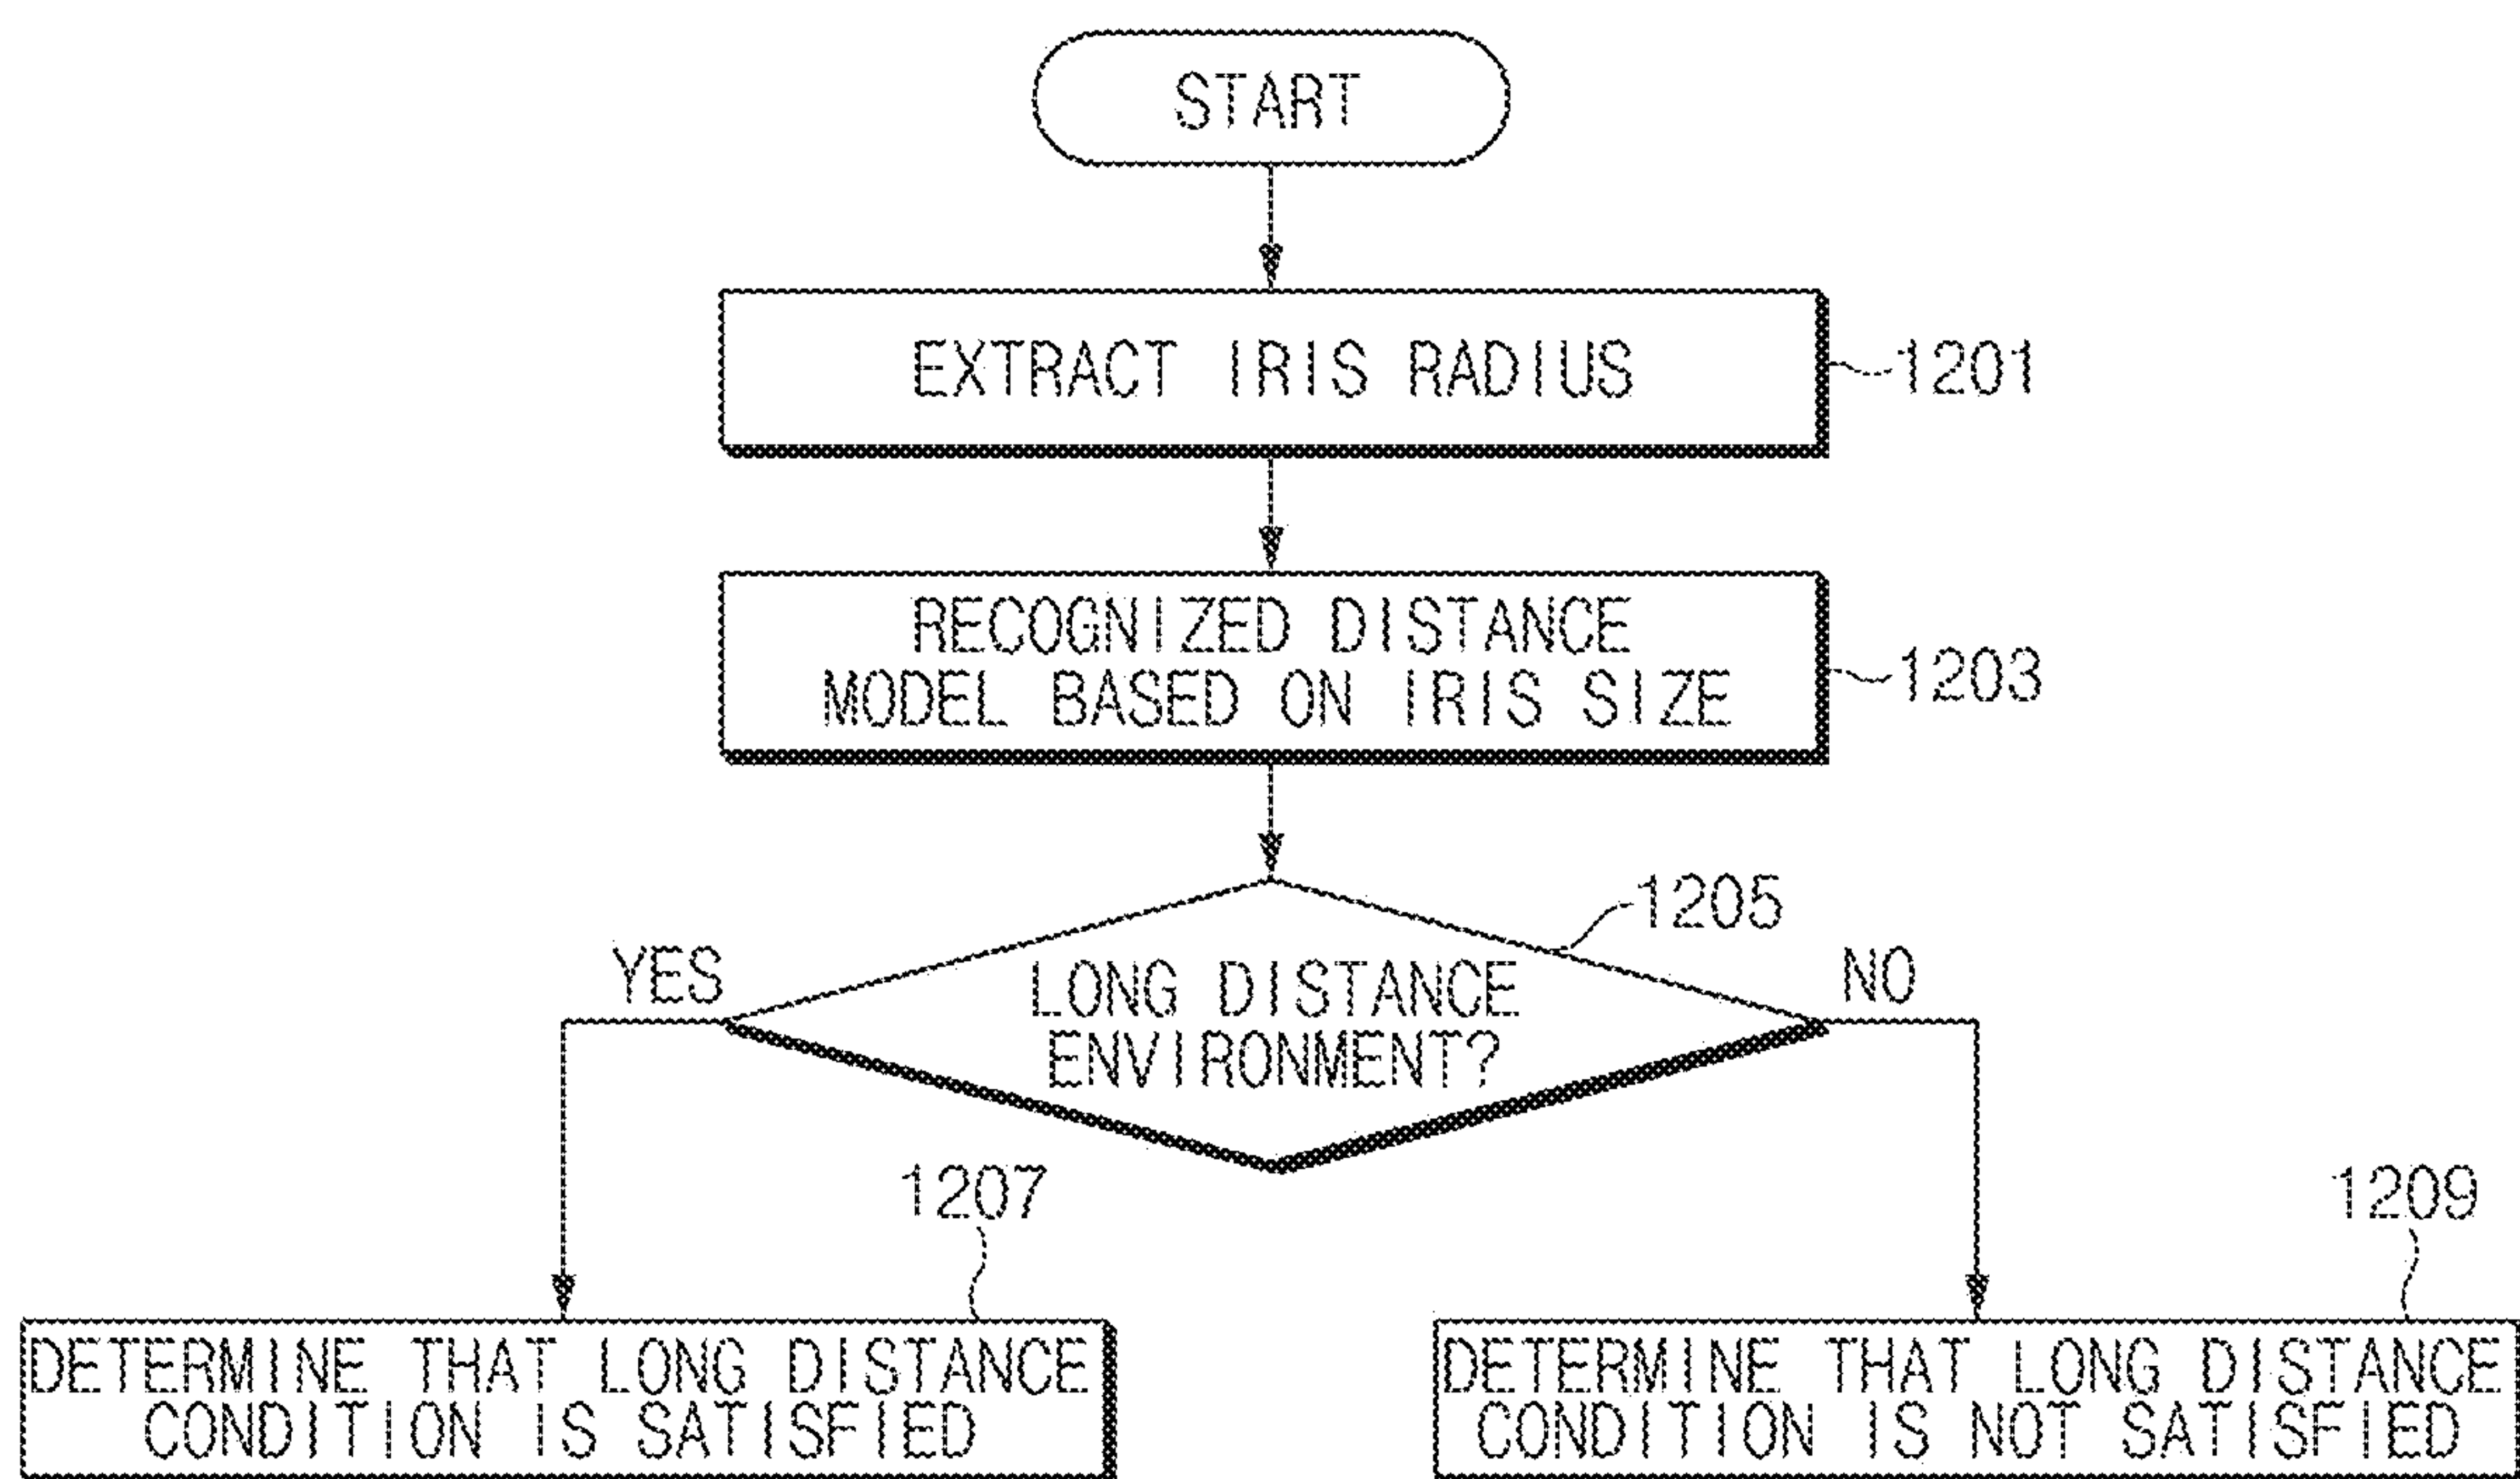 START
EXTRACT IRIS RADIUS
1201
RECOGNIZED DISTANCE
MODEL BASED ON IRIS SIZE
1203
1205
YES
NO
LONG DISTANCE
ENVIRONMENT?
1207
1209
DETERMINE THAT LONG DISTANCE
CONDITION IS SATISFIED
DETERMINE THAT LONG DISTANCE
CONDITION IS NOT SATISFIED